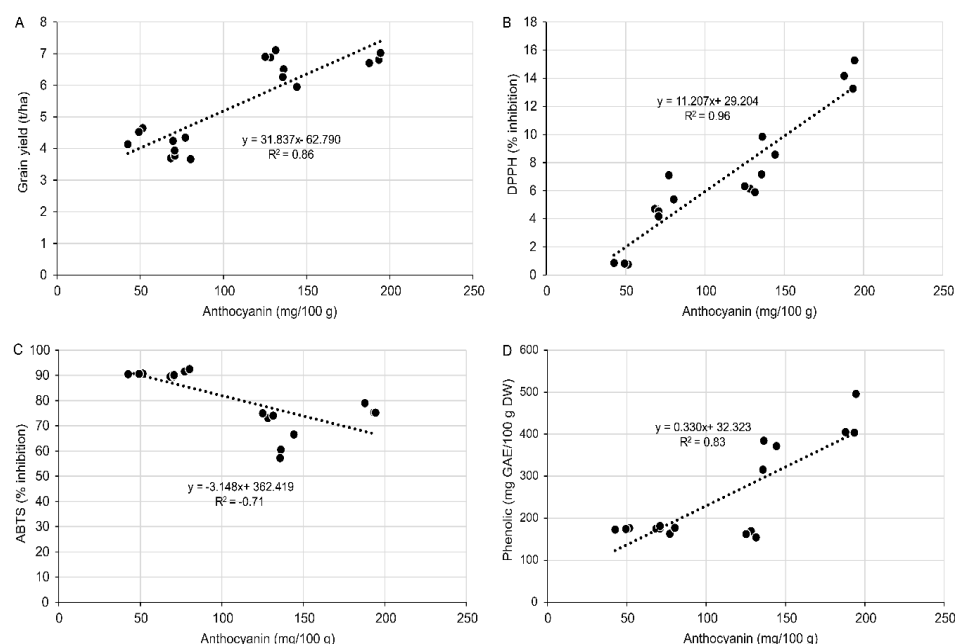 A
Grain yield (t/ha)
8
7
6
5
4
3
2
1
0
y = 31.837x- 62.790
R² = 0.86
0 50 100 150 200 250
Anthocyanin (mg/100 g)
B
DPPH (% inhibition)
18
16
14
12
10
8
6
4
2
0
y = 11.207x+ 29.204
R² = 0.96
0 50 100 150 200 250
Anthocyanin (mg/100 g)
C
ABTS (% inhibition)
100
90
80
70
60
50
40
30
20
10
0
y = -3.148x+ 362.419
R² = -0.71
0 50 100 150 200 250
Anthocyanin (mg/100 g)
D
Phenolic (mg GAE/100 g DW)
600
500
400
300
200
100
0
y = 0.330x+ 32.323
R² = 0.83
0 50 100 150 200 250
Anthocyanin (mg/100 g)